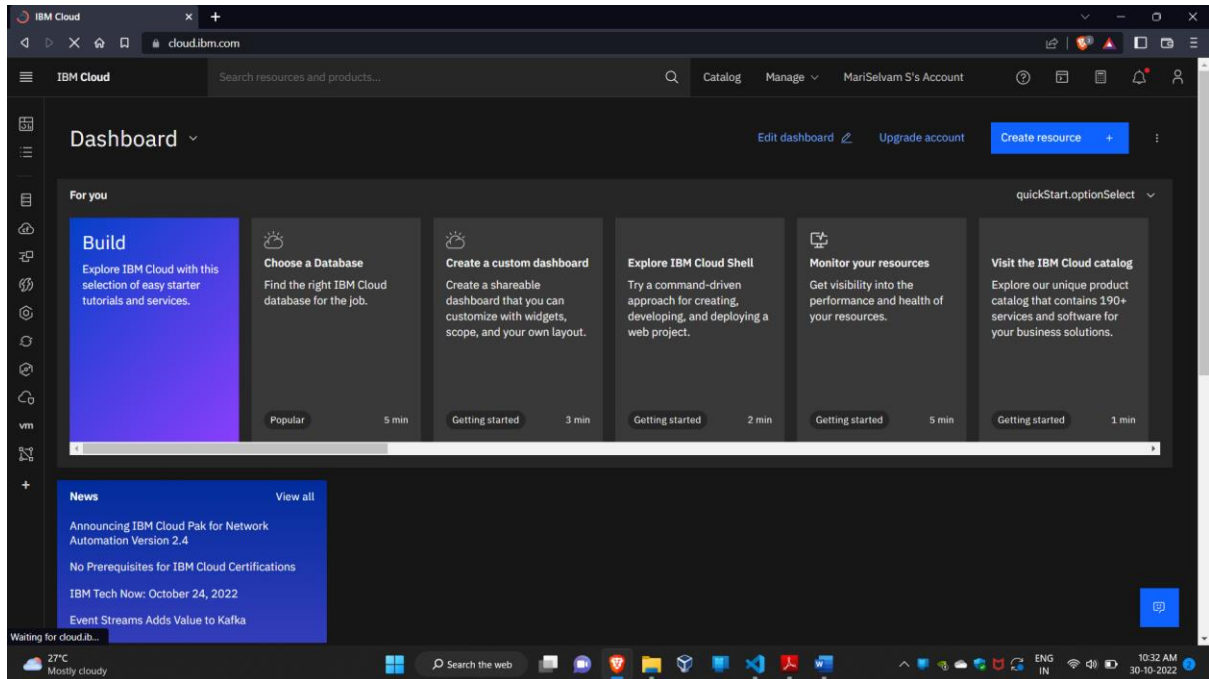 IBM Cloud
cloud.ibm.com
IBM Cloud
Search resources and products...
Catalog
Manage
MariSelvam S's Account
Dashboard
Edit dashboard
Upgrade account
Create resource +
For you
quickStart.optionSelect
Build
Explore IBM Cloud with this
selection of easy starter
tutorials and services.
Choose a Database
Find the right IBM Cloud
database for the job.
Popular
5 min
Create a custom dashboard
Create a shareable
dashboard that you can
customize with widgets,
scope, and your own layout.
Getting started
3 min
Explore IBM Cloud Shell
Try a command-driven
approach for creating,
developing, and deploying a
web project.
Getting started
2 min
Monitor your resources
Get visibility into the
performance and health of
your resources.
Getting started
5 min
Visit the IBM Cloud catalog
Explore our unique product
catalog that contains 190+
services and software for
your business solutions.
Getting started
1 min
vm
News
View all
Announcing IBM Cloud Pak for Network
Automation Version 2.4
No Prerequisites for IBM Cloud Certifications
IBM Tech Now: October 24, 2022
Event Streams Adds Value to Kafka
Waiting for cloud.ib...
27°C
Mostly cloudy
Search the web
ENG
IN
10:32 AM
30-10-2022